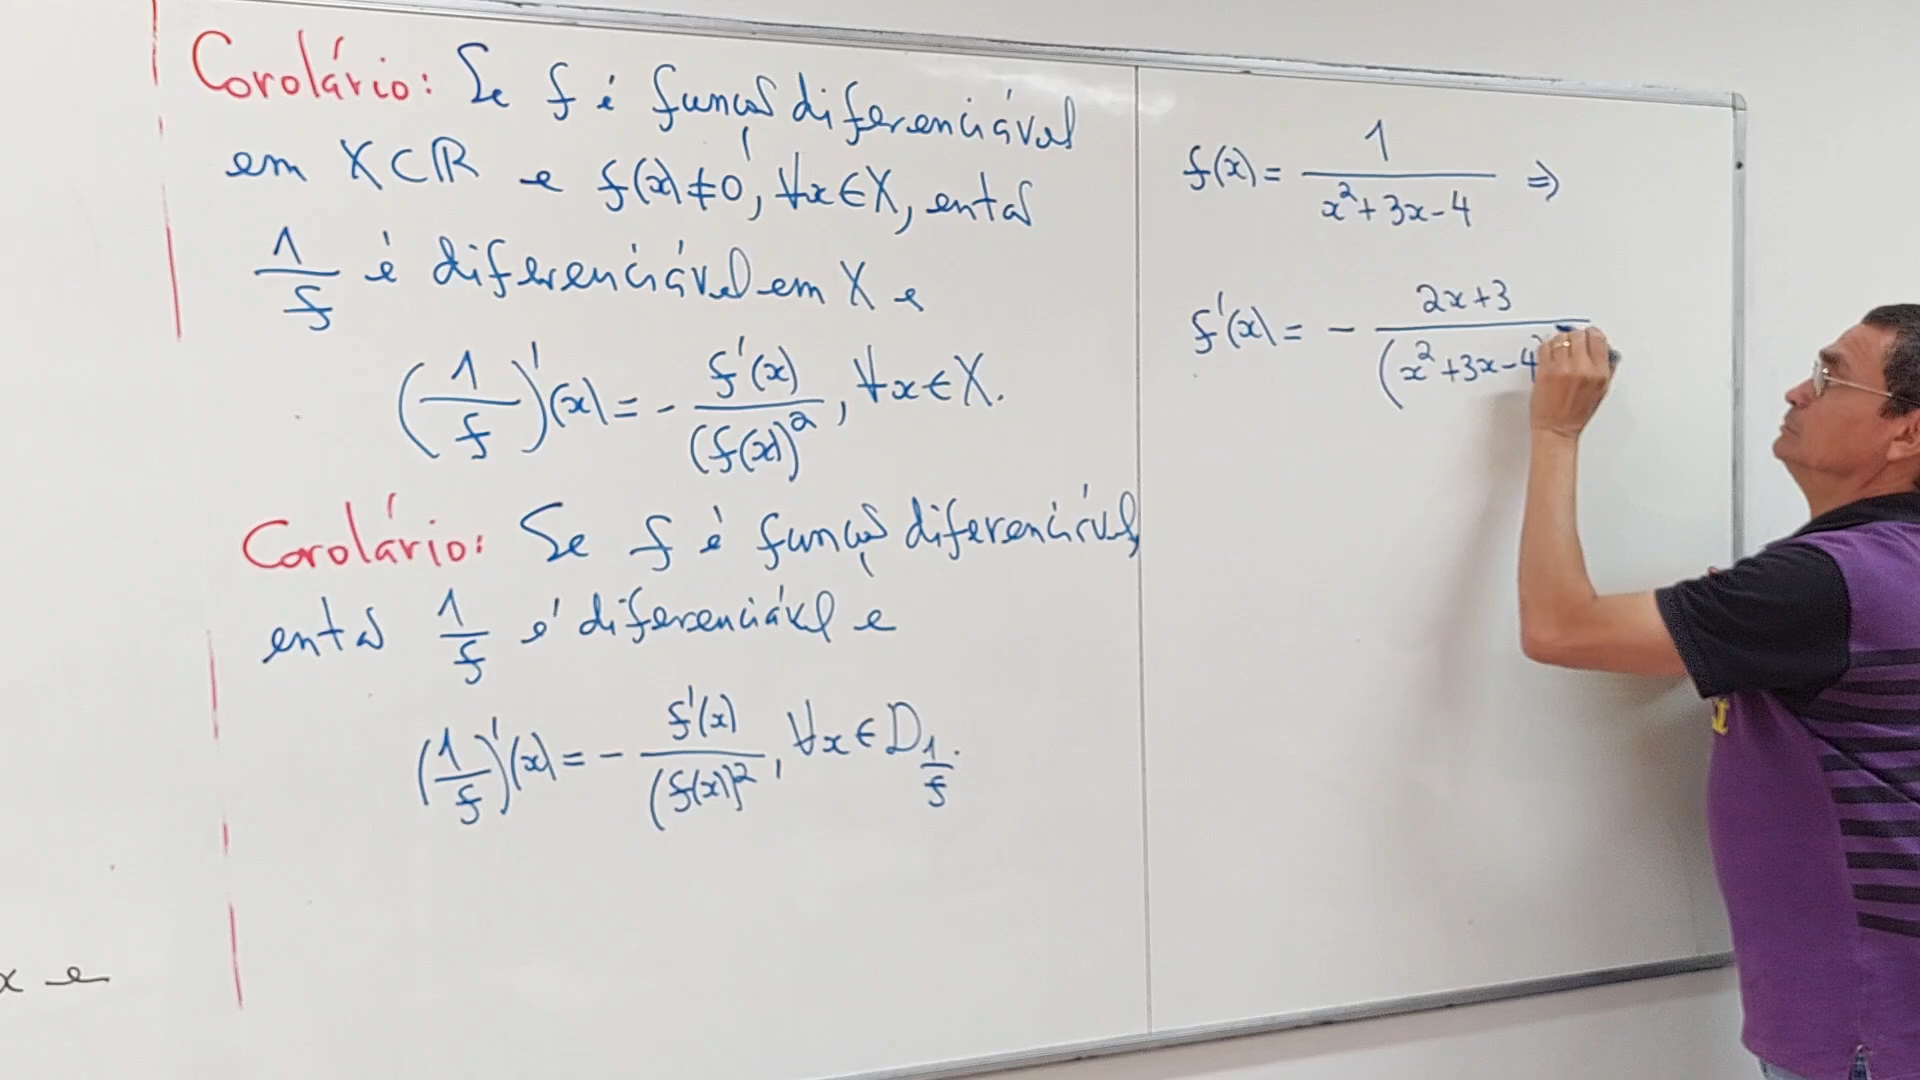 Corolário: Se f é função diferenciável
em X⊂ℝ e f(x)≠0, ∀x∈X, então
1/f é diferenciável em X e
(1/f)'(x) = - f'(x)/(f(x))², ∀x∈X.
Corolário: Se f é função diferenciável,
então 1/f é diferenciável e
(1/f)'(x) = - f'(x)/(f(x))², ∀x∈D_{1/f}.
x e
f(x) = 1/(x²+3x-4) ⇒
f'(x) = - (2x+3)/(x²+3x-4)